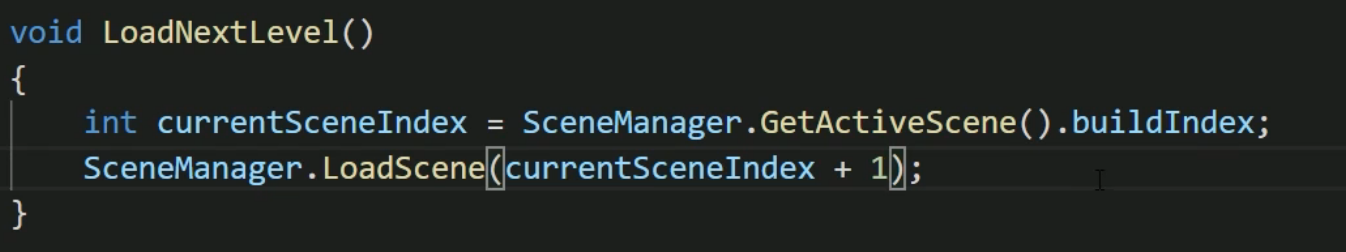 void LoadNextLevel()
{
    int currentSceneIndex = SceneManager.GetActiveScene().buildIndex;
    SceneManager.LoadScene(currentSceneIndex + 1);
}